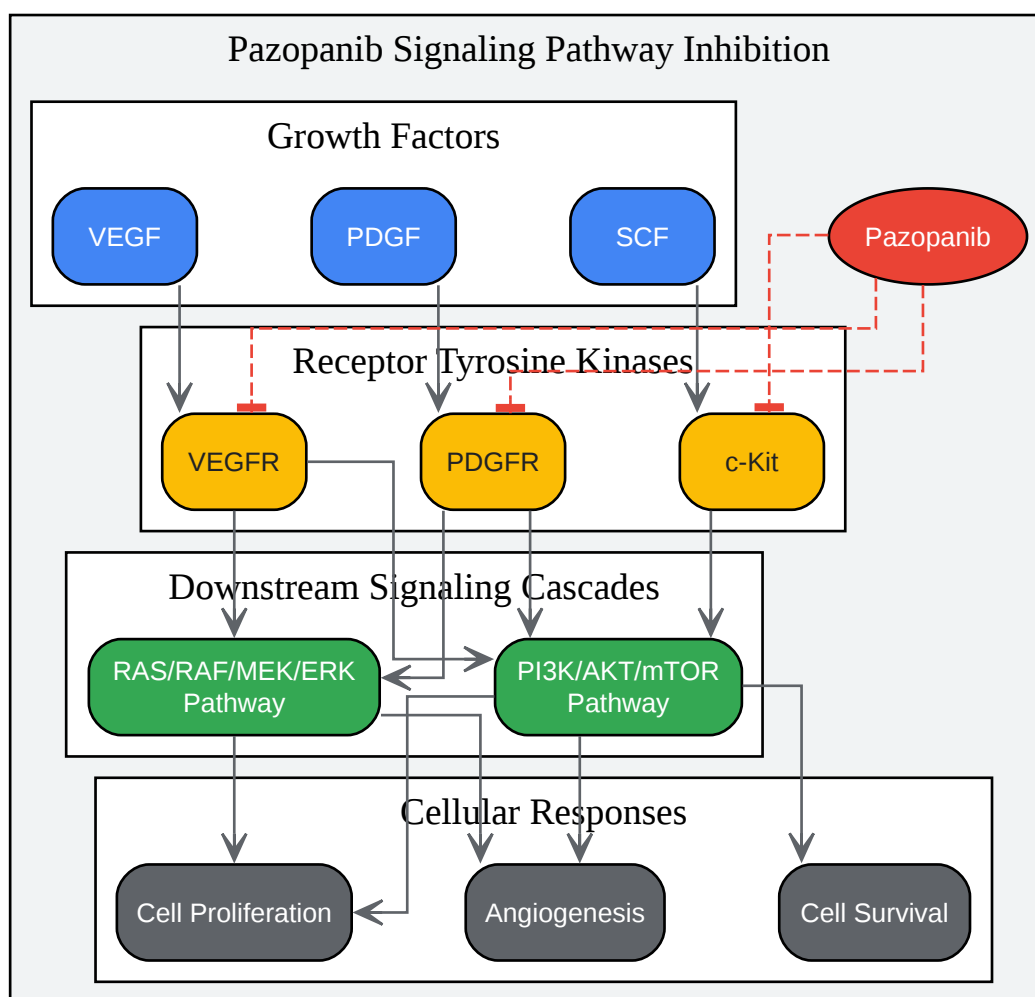 Pazopanib Signaling Pathway Inhibition
Growth Factors
VEGF
PDGF
SCF
Pazopanib
Receptor Tyrosine Kinases
VEGFR
PDGFR
c-Kit
Downstream Signaling Cascades
RAS/RAF/MEK/ERK
Pathway
PI3K/AKT/mTOR
Pathway
Cellular Responses
Cell Proliferation
Angiogenesis
Cell Survival